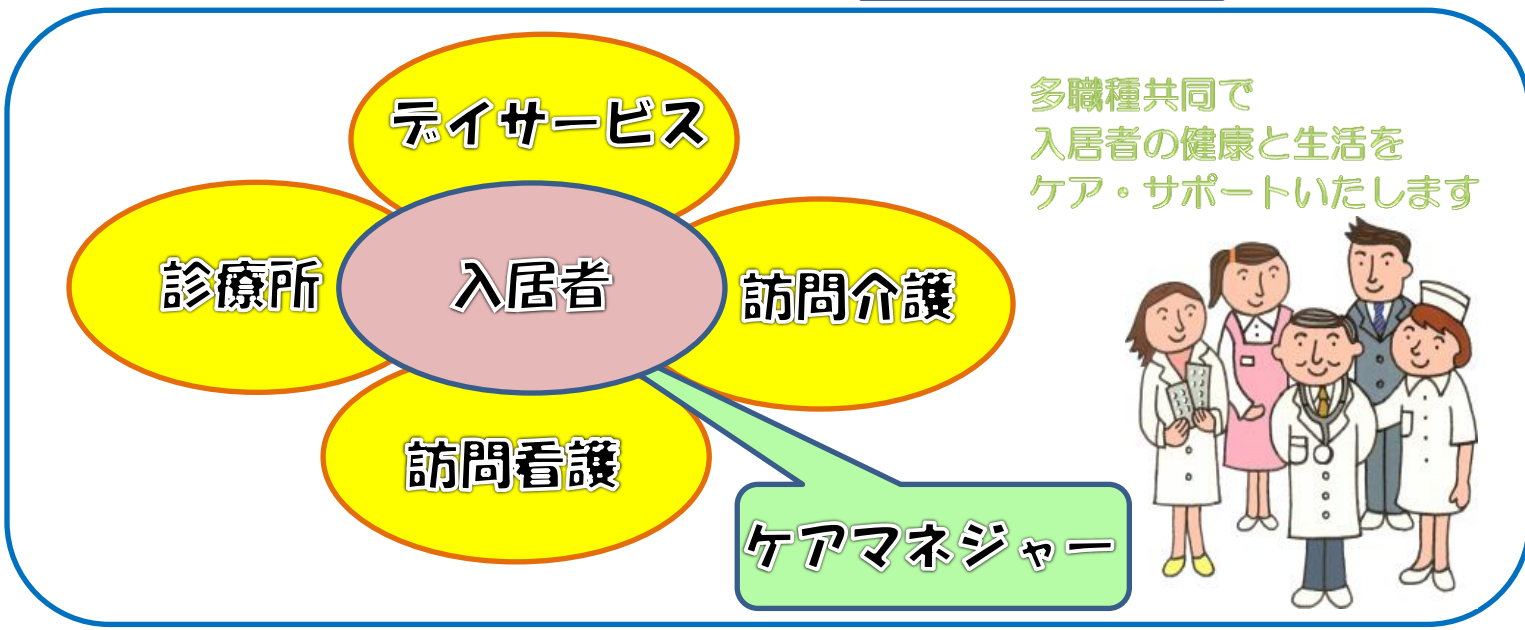 デイサービス
診療所
入居者
訪問介護
訪問看護
ケアマネジャー
多職種共同で
入居者の健康と生活を
ケア・サポートいたします